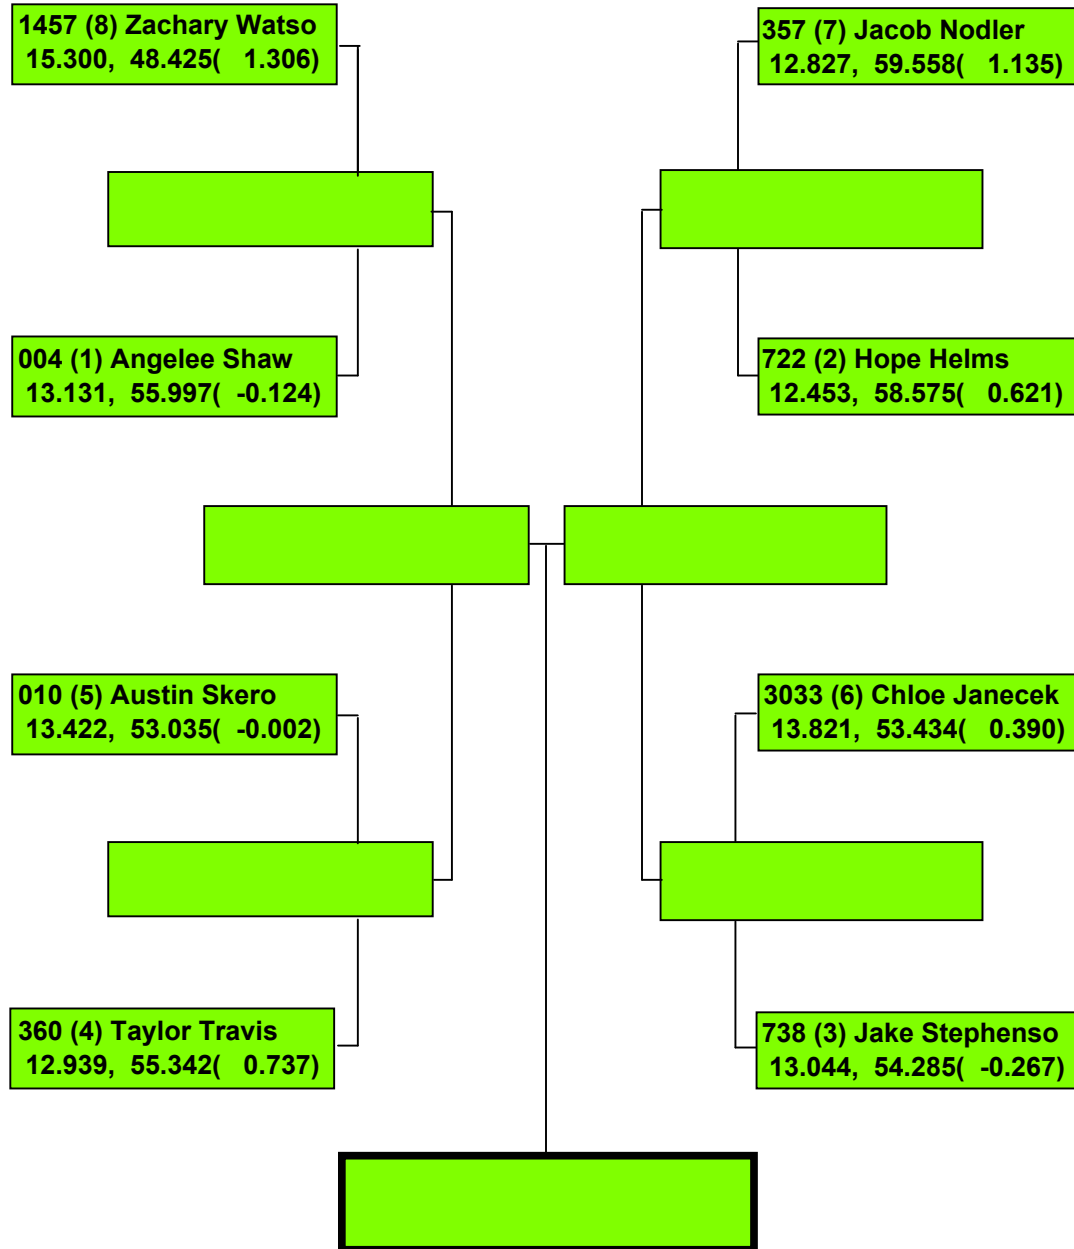 1457 (8) Zachary Watso
15.300, 48.425( 1.306)
357 (7) Jacob Nodler
12.827, 59.558( 1.135)
004 (1) Angelee Shaw
13.131, 55.997( -0.124)
722 (2) Hope Helms
12.453, 58.575( 0.621)
010 (5) Austin Skero
13.422, 53.035( -0.002)
3033 (6) Chloe Janecek
13.821, 53.434( 0.390)
360 (4) Taylor Travis
12.939, 55.342( 0.737)
738 (3) Jake Stephenso
13.044, 54.285( -0.267)